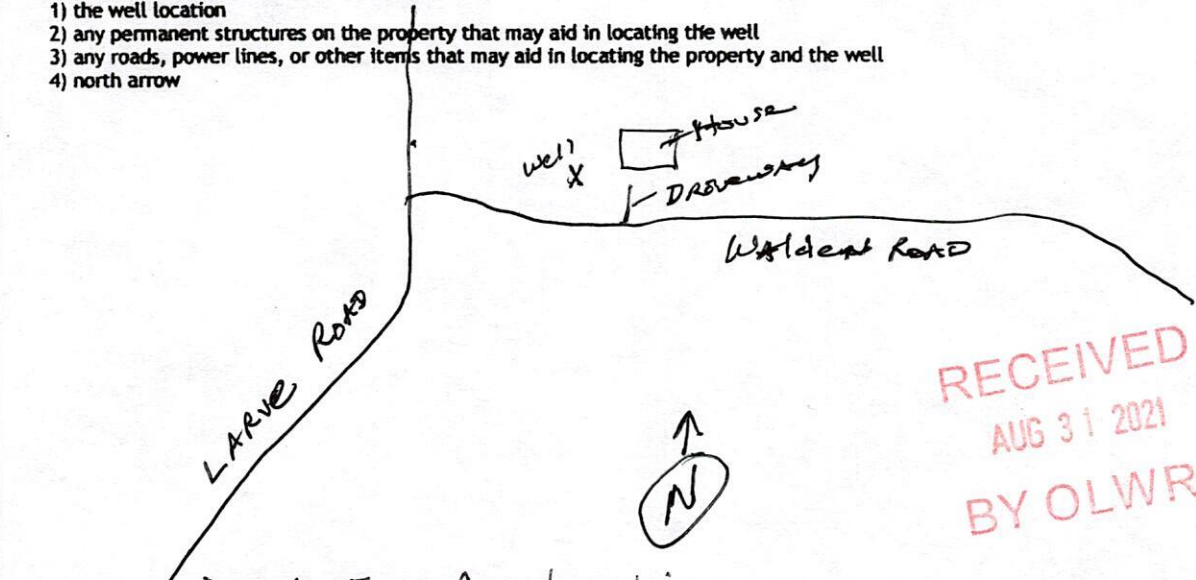 1) the well location
2) any permanent structures on the property that may aid in locating the well
3) any roads, power lines, or other items that may aid in locating the property and the well
4) north arrow
House
well
X
DRIVEWAY
ROAD
LARUE ROAD
RECEIVED
AUG 31 2021
BY OLWR
N